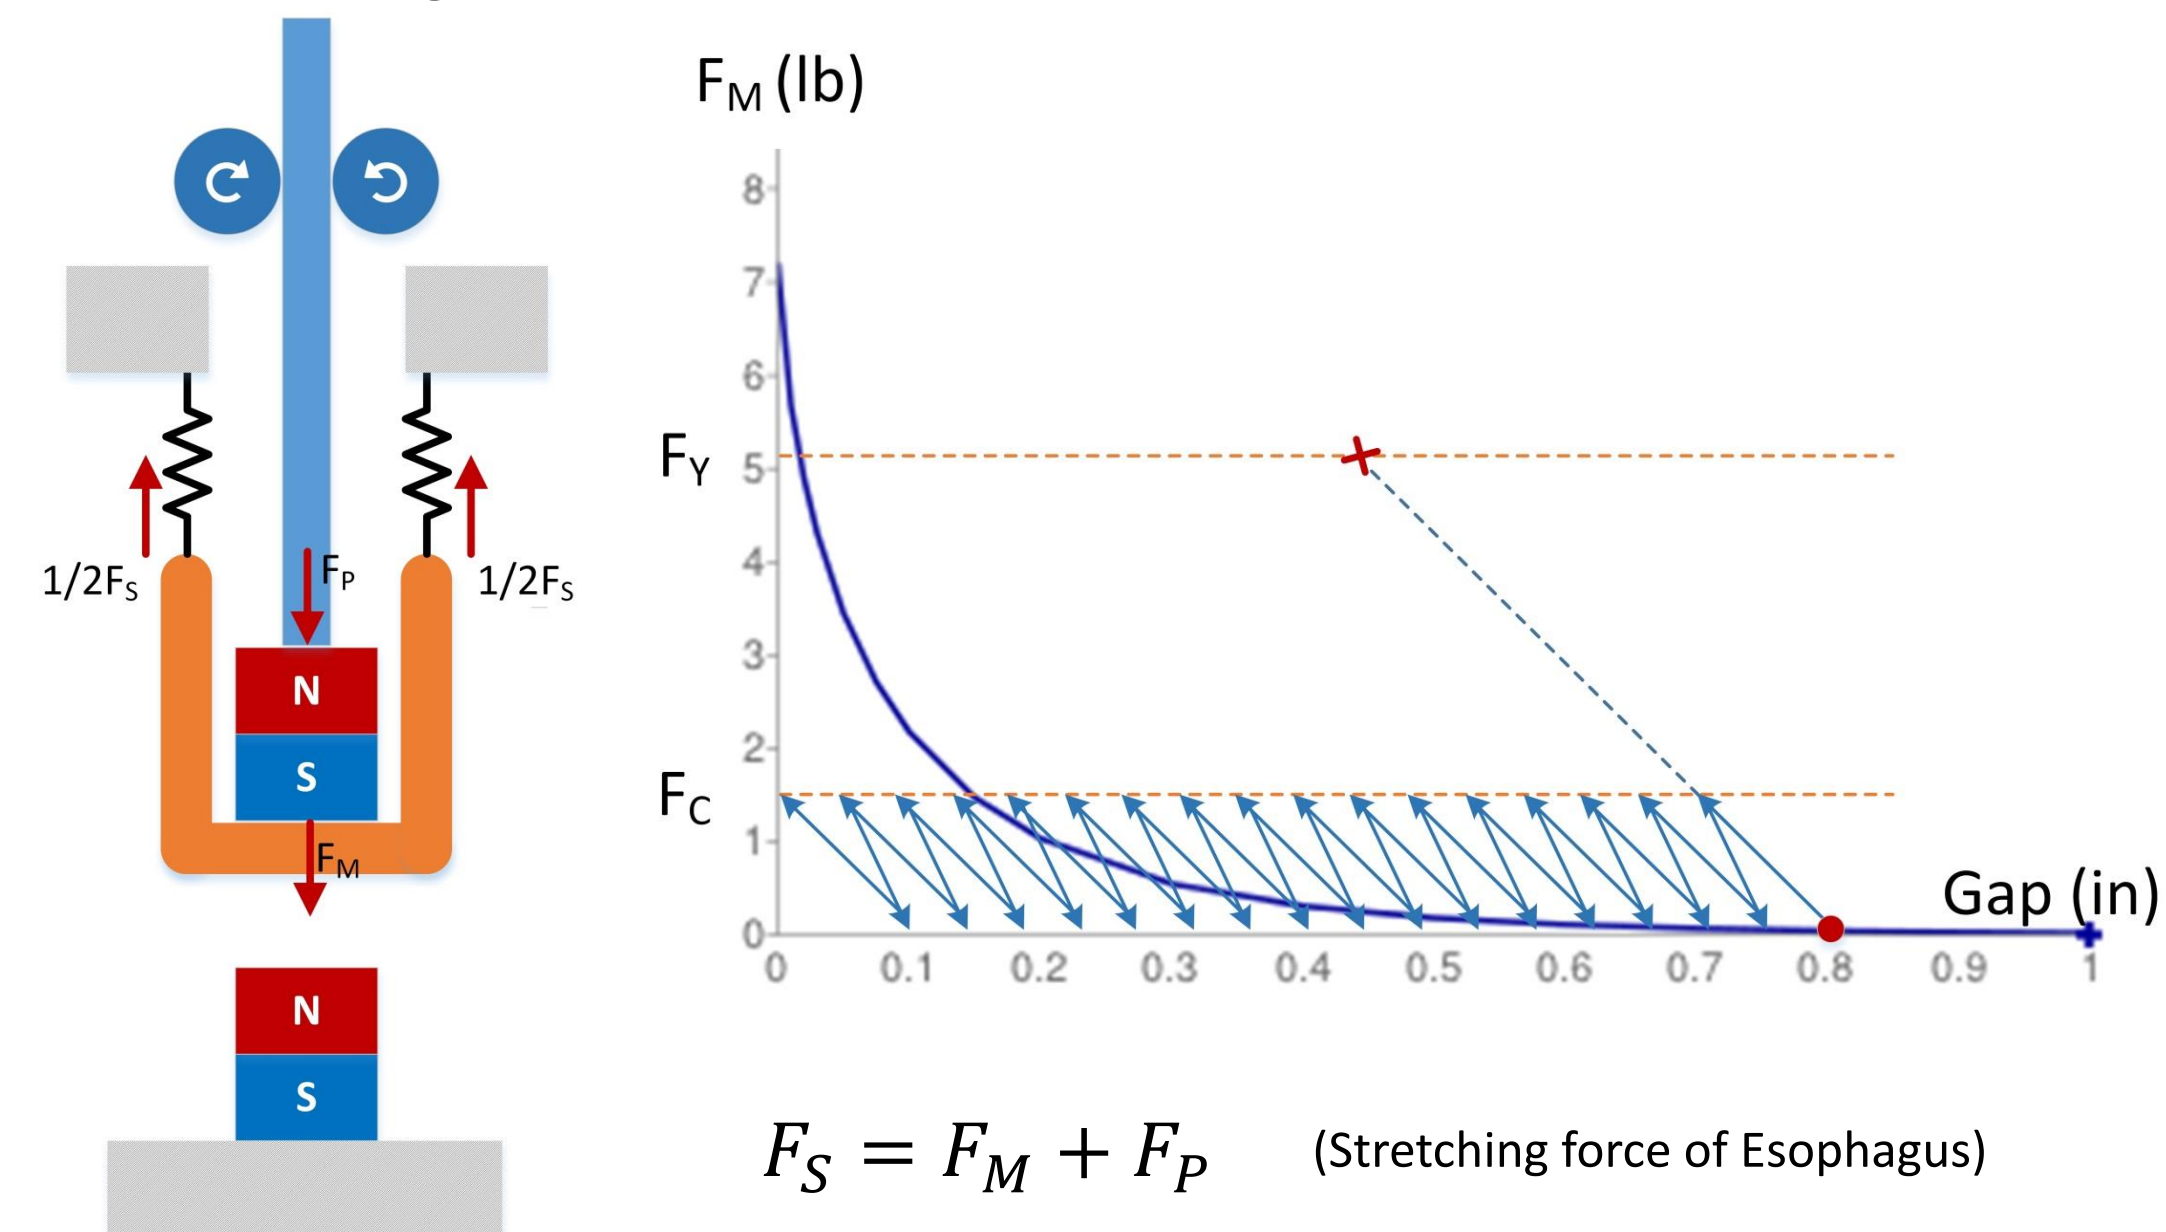 F_M (lb)
8
7
6
F_Y
5
4
3
2
F_C
1
0
0 0.1 0.2 0.3 0.4 0.5 0.6 0.7 0.8 0.9 1
Gap (in)
F_P
1/2F_S
1/2F_S
N
S
F_M
N
S
F_S = F_M + F_P
(Stretching force of Esophagus)